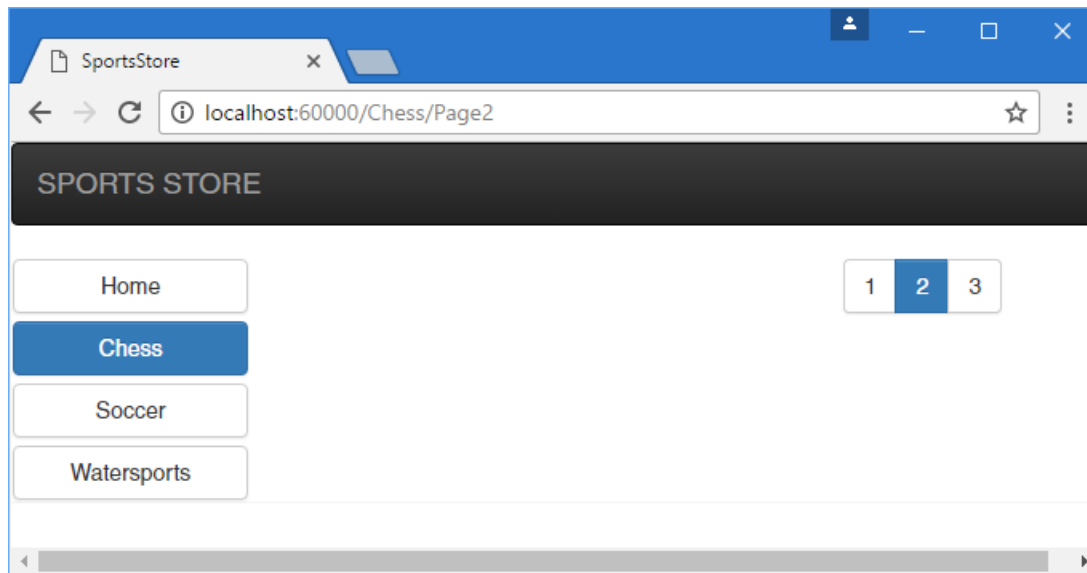 SportsStore
localhost:60000/Chess/Page2
SPORTS STORE
Home
1 2 3
Chess
Soccer
Watersports